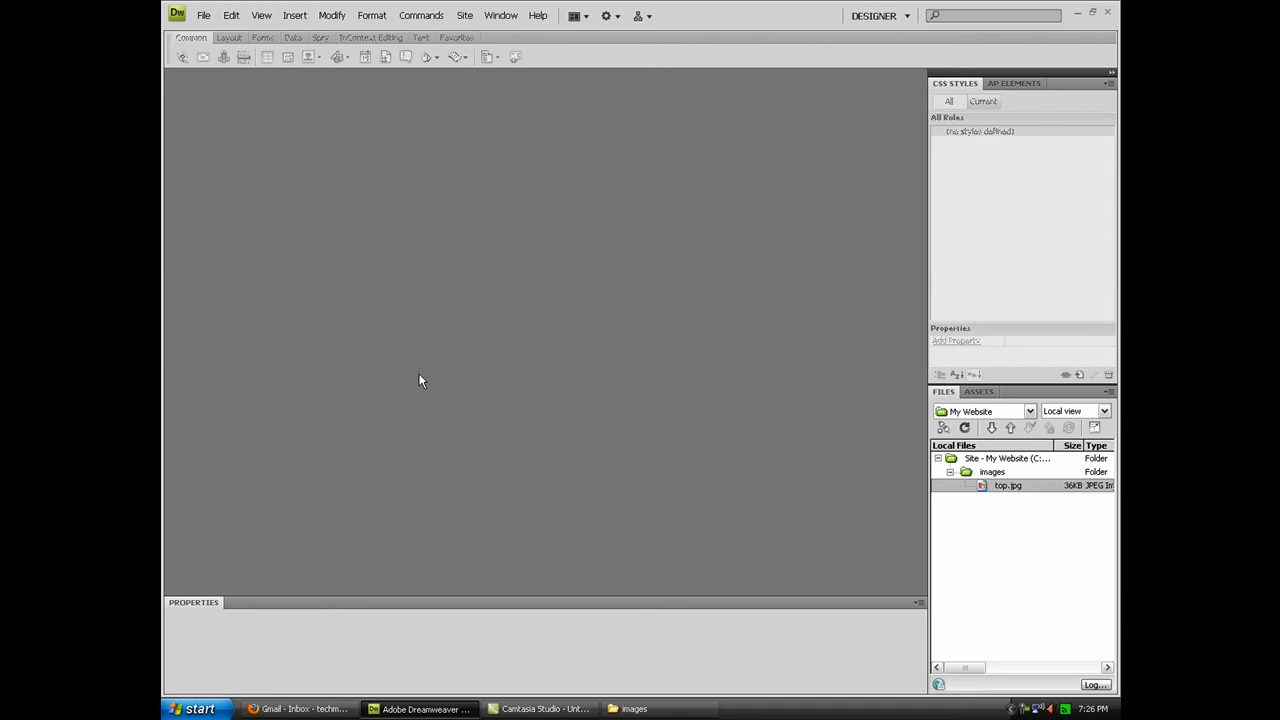 Dw File Edit View Insert Modify Format Commands Site Window Help DESIGNER
Common Layout Forms Data Spry InContext Editing Text Favorites
CSS STYLES AP ELEMENTS
All Current
All Rules
(no styles defined)
Properties
Add Property
FILES ASSETS
My Website Local view
Local Files Size Type
Site - My Website (C:... Folder
images Folder
top.jpg 36KB JPEG Im
PROPERTIES
Log...
start Gmail - Inbox - techm... Dw Adobe Dreamweaver ... Camtasia Studio - Unt... images 7:26 PM